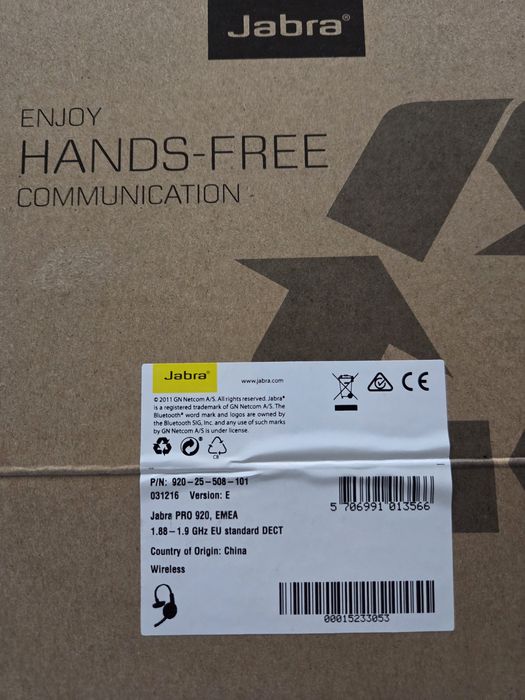 Jabra®
ENJOY
HANDS-FREE
COMMUNICATION
Jabra®
www.jabra.com
© 2011 GN Netcom A/S. All rights reserved. Jabra®
is a registered trademark of GN Netcom A/S. The
Bluetooth® word mark and logos are owned by
the Bluetooth SIG, Inc. and any use of such marks
by GN Netcom A/S is under license.
CE
P/N: 920-25-508-101
031216 Version: E
5 706991 013566
Jabra PRO 920, EMEA
1.88–1.9 GHz EU standard DECT
Country of Origin: China
Wireless
00015233053